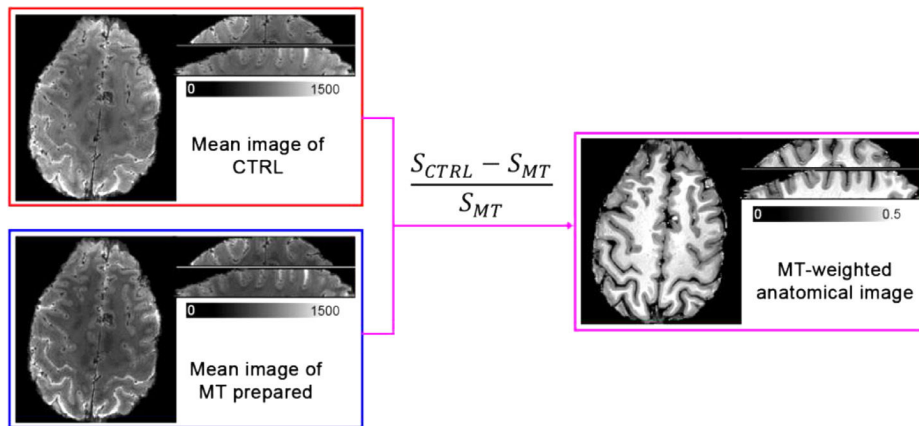 0 1500
Mean image of
CTRL
S_CTRL − S_MT
S_MT
0 0.5
MT-weighted
anatomical image
0 1500
Mean image of
MT prepared